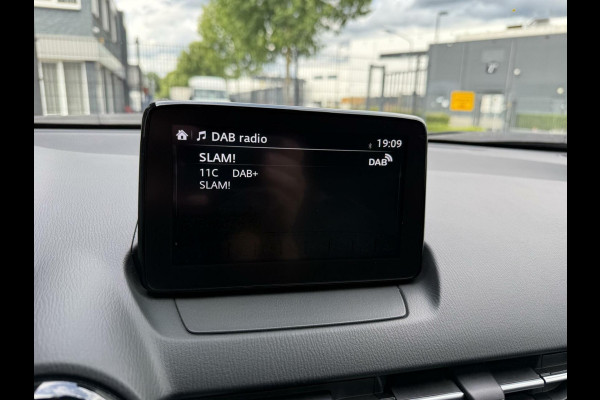 DAB radio 19:09
SLAM! DAB
11C DAB+
SLAM!